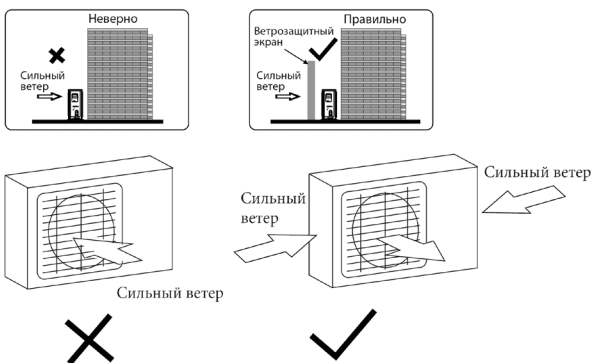 Неверно
Сильный
ветер
Правильно
Ветрозащитный
экран
Сильный
ветер
Сильный ветер
Сильный
ветер
Сильный ветер